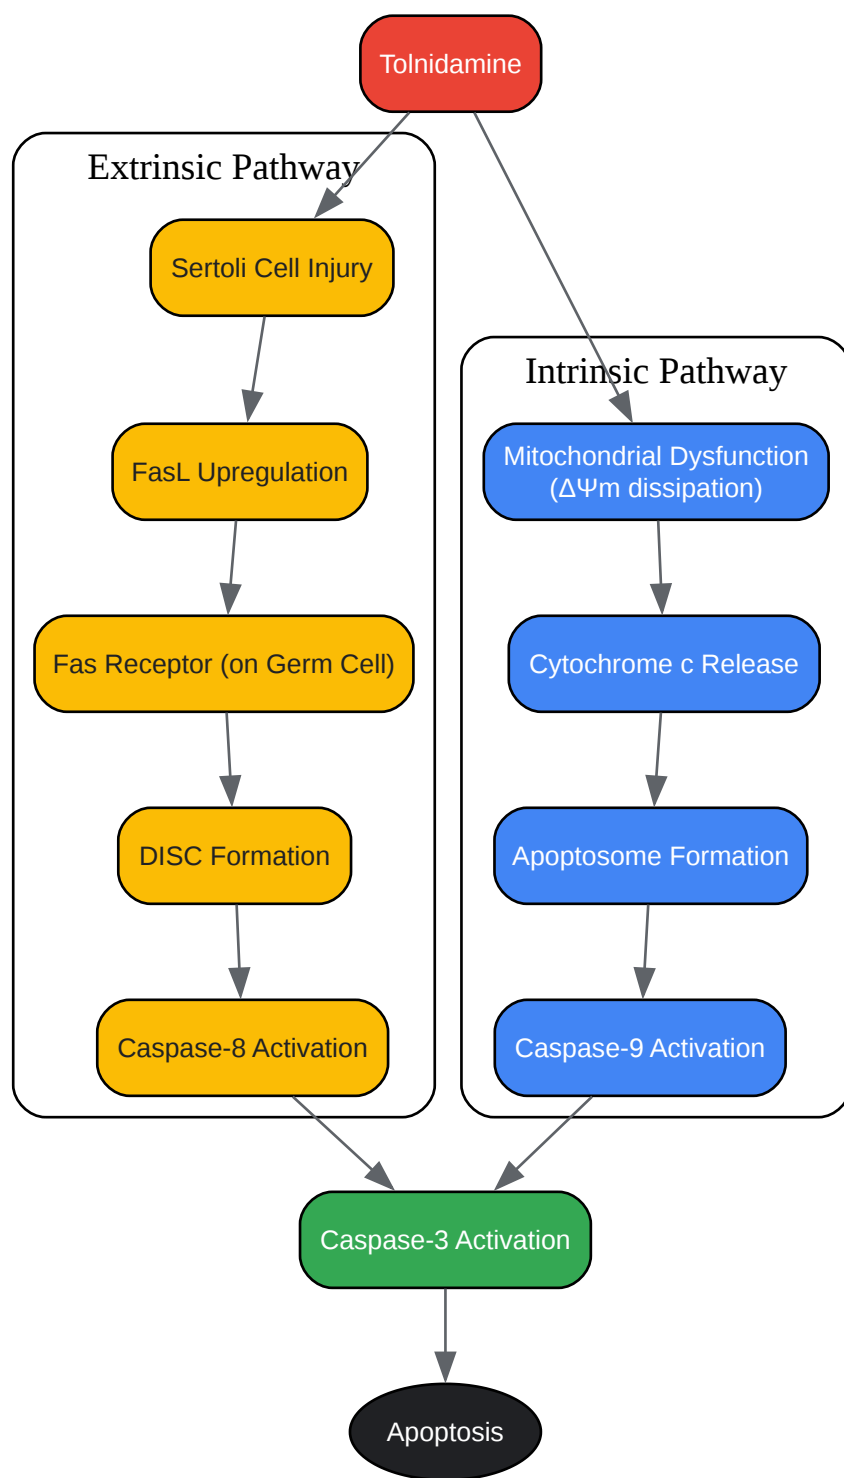 Tolnidamine
Extrinsic Pathway
Sertoli Cell Injury
FasL Upregulation
Fas Receptor (on Germ Cell)
DISC Formation
Caspase-8 Activation
Intrinsic Pathway
Mitochondrial Dysfunction
(ΔΨm dissipation)
Cytochrome c Release
Apoptosome Formation
Caspase-9 Activation
Caspase-3 Activation
Apoptosis